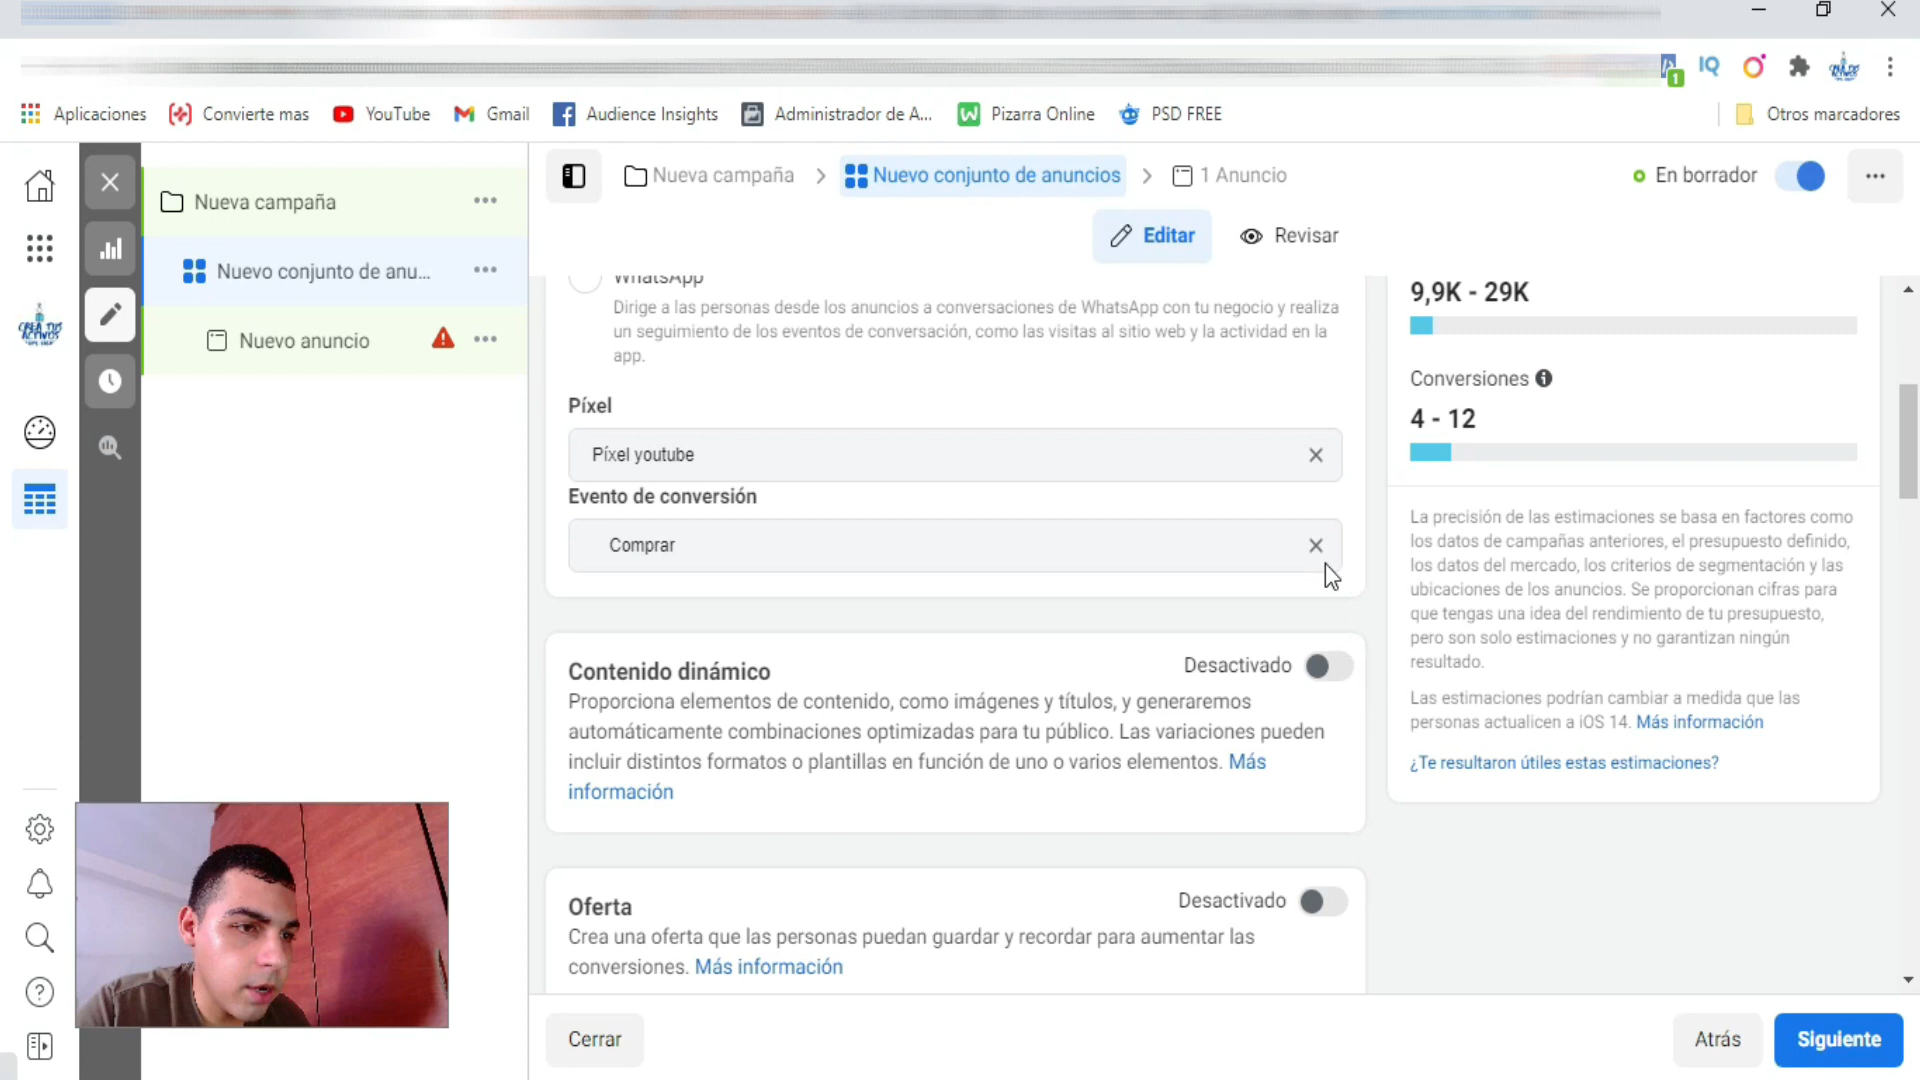 1
IQ
Aplicaciones
Convierte mas
YouTube
Gmail
Audience Insights
Administrador de A...
Pizarra Online
PSD FREE
Otros marcadores
Nueva campaña
Nuevo conjunto de anu...
Nuevo anuncio
Nueva campaña
Nuevo conjunto de anuncios
1 Anuncio
En borrador
Editar
Revisar
WhatsApp
Dirige a las personas desde los anuncios a conversaciones de WhatsApp con tu negocio y realiza
un seguimiento de los eventos de conversación, como las visitas al sitio web y la actividad en la
app.
Píxel
Píxel youtube
Evento de conversión
Comprar
Contenido dinámico
Desactivado
Proporciona elementos de contenido, como imágenes y títulos, y generaremos
automáticamente combinaciones optimizadas para tu público. Las variaciones pueden
incluir distintos formatos o plantillas en función de uno o varios elementos. Más
información
Oferta
Desactivado
Crea una oferta que las personas puedan guardar y recordar para aumentar las
conversiones. Más información
9,9K - 29K
Conversiones
4 - 12
La precisión de las estimaciones se basa en factores como
los datos de campañas anteriores, el presupuesto definido,
los datos del mercado, los criterios de segmentación y las
ubicaciones de los anuncios. Se proporcionan cifras para
que tengas una idea del rendimiento de tu presupuesto,
pero son solo estimaciones y no garantizan ningún
resultado.
Las estimaciones podrían cambiar a medida que las
personas actualicen a iOS 14. Más información
¿Te resultaron útiles estas estimaciones?
CREA TUS
ACTIVOS
Cerrar
Atrás
Siguiente